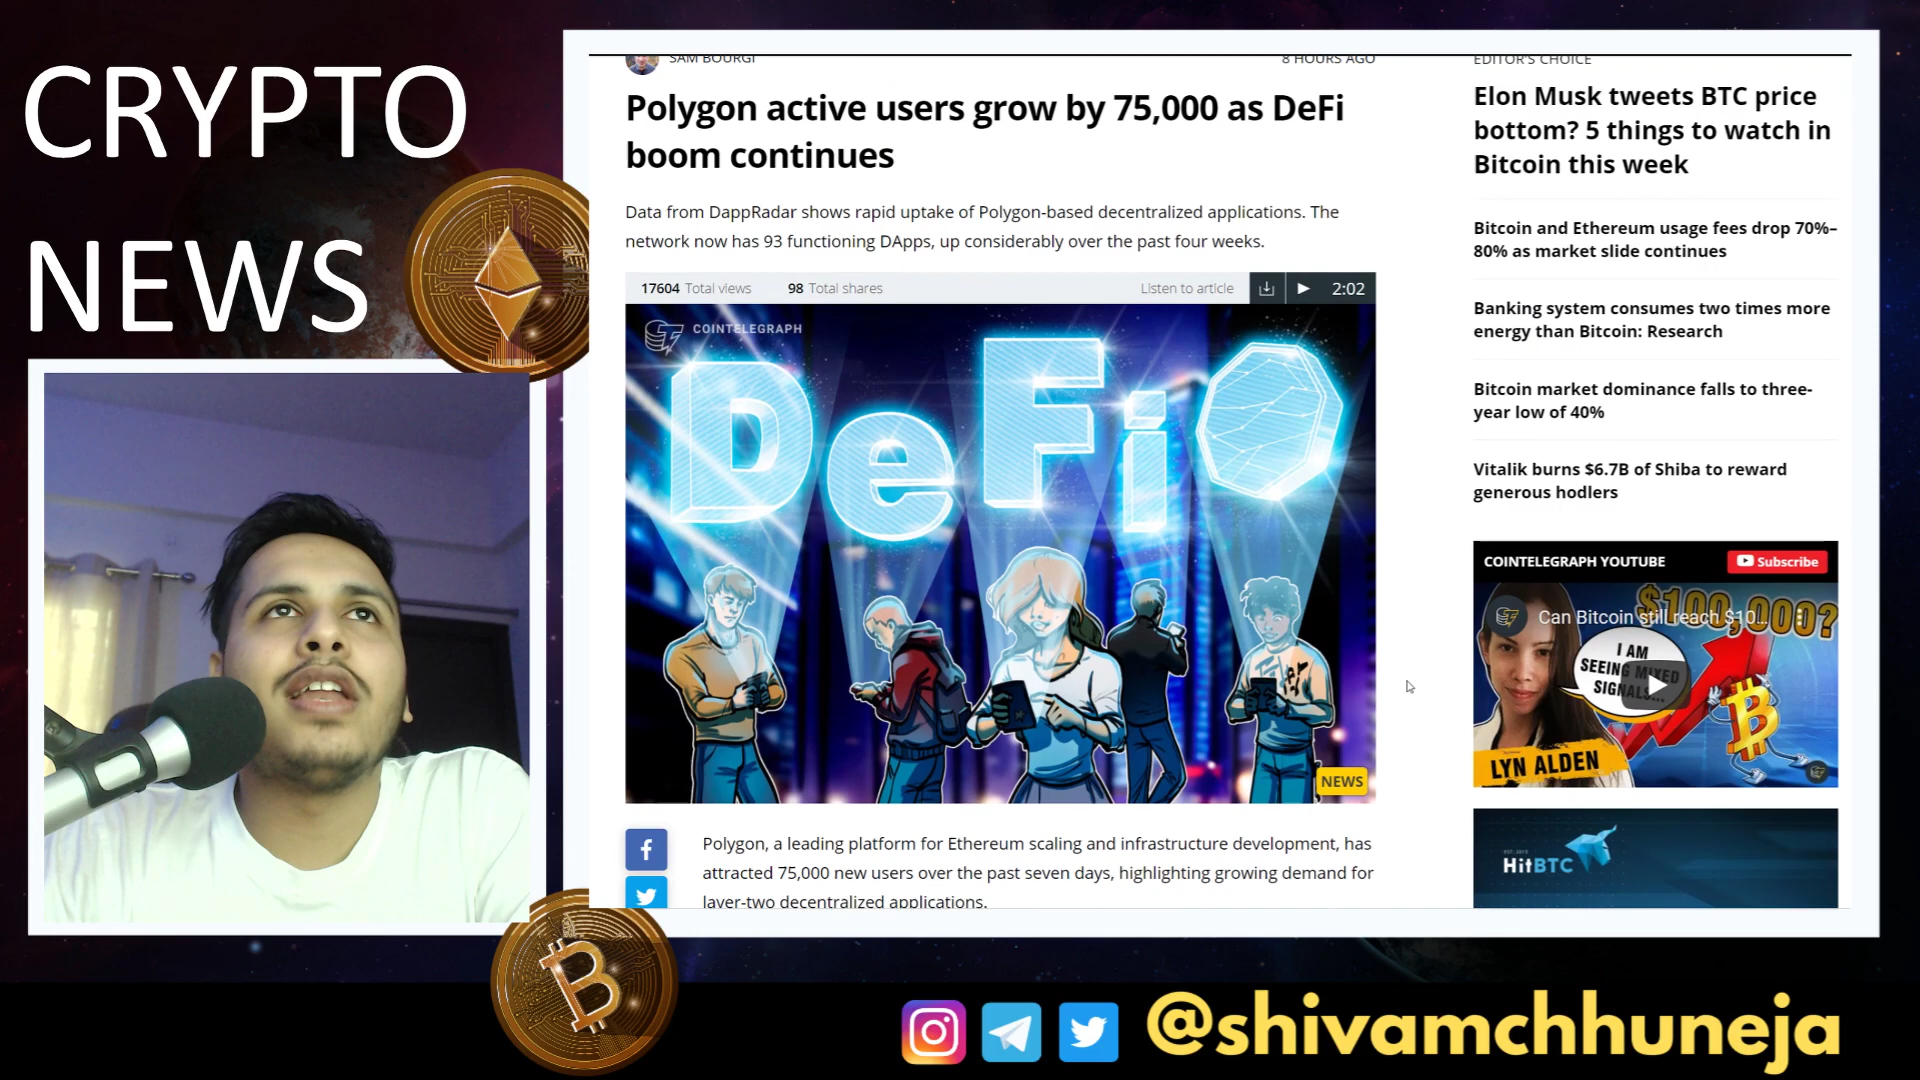 CRYPTO
NEWS
SAM BOURGI
8 HOURS AGO
Polygon active users grow by 75,000 as DeFi
boom continues
Data from DappRadar shows rapid uptake of Polygon-based decentralized applications. The
network now has 93 functioning DApps, up considerably over the past four weeks.
17604 Total views 98 Total shares Listen to article 2:02
COINTELEGRAPH
DeFi
NEWS
Polygon, a leading platform for Ethereum scaling and infrastructure development, has
attracted 75,000 new users over the past seven days, highlighting growing demand for
layer-two decentralized applications.
EDITOR'S CHOICE
Elon Musk tweets BTC price
bottom? 5 things to watch in
Bitcoin this week
Bitcoin and Ethereum usage fees drop 70%–
80% as market slide continues
Banking system consumes two times more
energy than Bitcoin: Research
Bitcoin market dominance falls to three-
year low of 40%
Vitalik burns $6.7B of Shiba to reward
generous hodlers
COINTELEGRAPH YOUTUBE Subscribe
$100,000?
Can Bitcoin still reach $10...
I AM
SEEING MIXED
SIGNALS...
LYN ALDEN
HitBTC
@shivamchhuneja